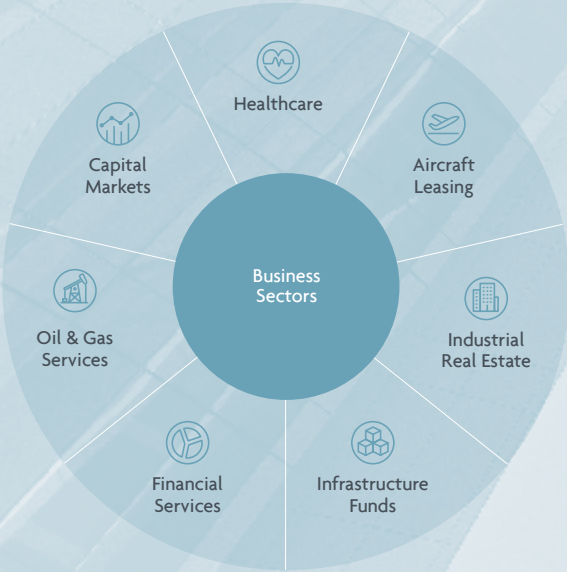 Healthcare
Aircraft
Leasing
Industrial
Real Estate
Infrastructure
Funds
Financial
Services
Oil & Gas
Services
Capital
Markets
Business
Sectors